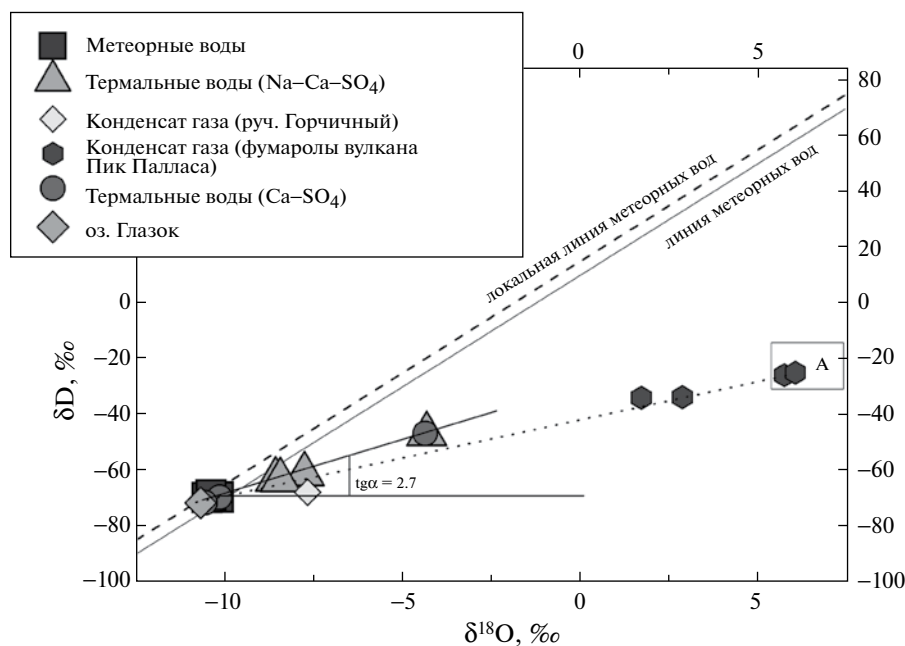 Метеорные воды
Термальные воды (Na–Ca–SO₄)
Конденсат газа (руч. Горчичный)
Конденсат газа (фумаролы вулкана
Пик Палласа)
Термальные воды (Ca–SO₄)
оз. Глазок
0 5
80
60
40
20
0
−20
−40
−60
−80
−100
локальная линия метеорных вод
линия метеорных вод
A
tgα = 2.7
δD, ‰
0
−20
−40
−60
−80
−100
−10 −5 0 5
δ¹⁸O, ‰